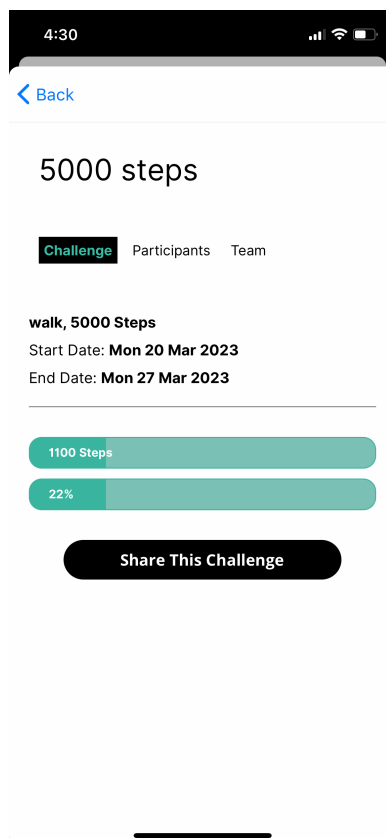 4:30
Back
5000 steps
Challenge Participants Team
walk, 5000 Steps
Start Date: Mon 20 Mar 2023
End Date: Mon 27 Mar 2023
1100 Steps
22%
Share This Challenge